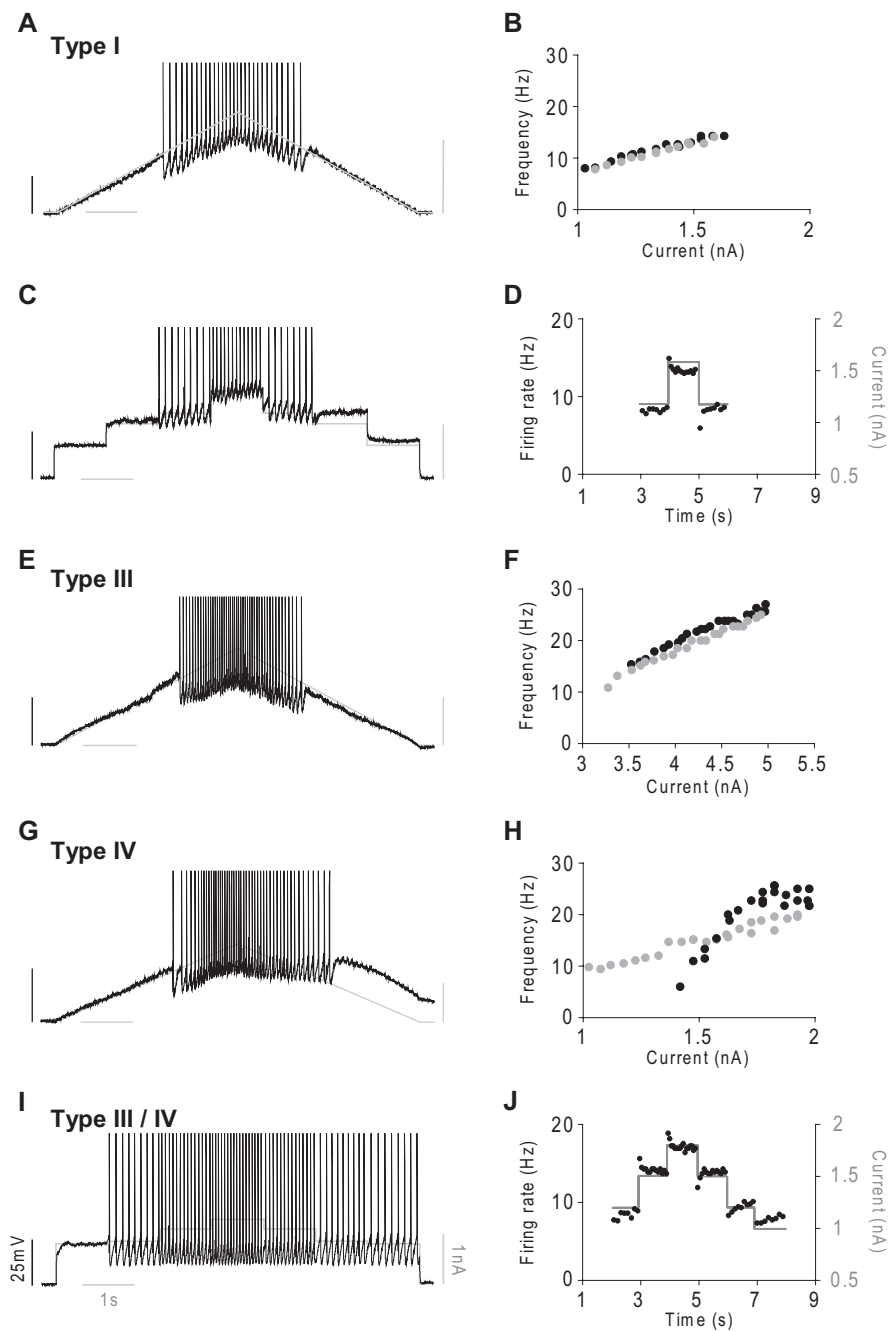 A
Type I
B
30
20
10
0
Frequency (Hz)
1
1.5
2
Current (nA)
C
D
20
10
0
Firing rate (Hz)
2
1.5
1
0.5
Current (nA)
1
3
5
7
9
Time (s)
E
Type III
F
30
20
10
0
Frequency (Hz)
3
3.5
4
4.5
5
5.5
Current (nA)
G
Type IV
H
30
20
10
0
Frequency (Hz)
1
1.5
2
Current (nA)
I
Type III / IV
25mV
1s
1nA
J
20
10
0
Firing rate (Hz)
2
1.5
1
0.5
Current (nA)
1
3
5
7
9
Time (s)